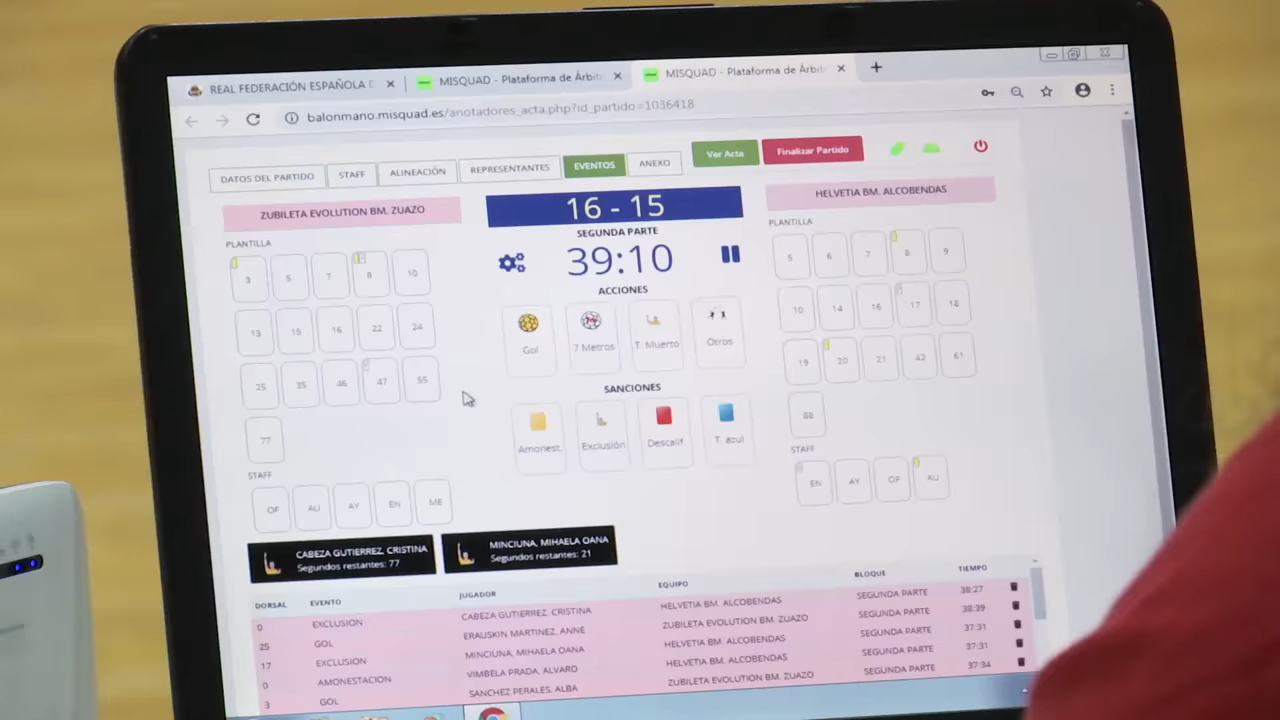 REAL FEDERACIÓN ESPAÑOLA D
MISQUAD - Plataforma de Árbit
MISQUAD - Plataforma de Árbit
balonmano.misquad.es/anotadores_acta.php?id_partido=1036418
DATOS DEL PARTIDO STAFF ALINEACIÓN REPRESENTANTES EVENTOS ANEXO Ver Acta Finalizar Partido
ZUBILETA EVOLUTION BM. ZUAZO
PLANTILLA
3 5 7 8 10
13 15 16 22 24
25 35 46 47 55
77
STAFF
OF AU AY EN ME
16 - 15
SEGUNDA PARTE
39:10
ACCIONES
Gol 7 Metros T. Muerto Otros
SANCIONES
Amonest. Exclusión Descalif. T. azul
HELVETIA BM. ALCOBENDAS
PLANTILLA
5 6 7 8 9
10 14 16 17 18
19 20 21 42 61
88
STAFF
EN AY OF AU
CABEZA GUTIERREZ, CRISTINA
Segundos restantes: 77
MINCIUNA, MIHAELA OANA
Segundos restantes: 21
DORSAL EVENTO JUGADOR EQUIPO BLOQUE TIEMPO
0 EXCLUSION CABEZA GUTIERREZ, CRISTINA HELVETIA BM. ALCOBENDAS SEGUNDA PARTE 38:27
25 GOL ERAUSKIN MARTINEZ, ANNE ZUBILETA EVOLUTION BM. ZUAZO SEGUNDA PARTE 38:39
17 EXCLUSION MINCIUNA, MIHAELA OANA HELVETIA BM. ALCOBENDAS SEGUNDA PARTE 37:31
0 AMONESTACION VIMBELA PRADA, ALVARO HELVETIA BM. ALCOBENDAS SEGUNDA PARTE 37:31
3 GOL SANCHEZ PERALES, ALBA ZUBILETA EVOLUTION BM. ZUAZO SEGUNDA PARTE 37:34